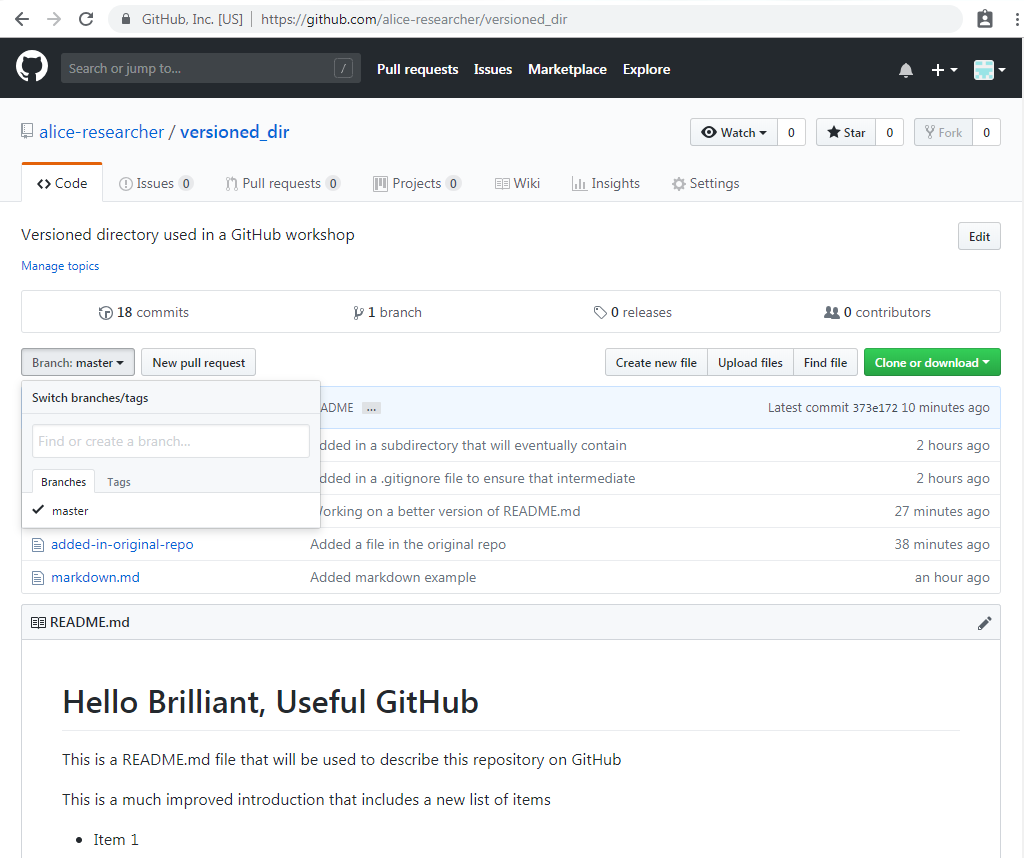 GitHub, Inc. [US] | https://github.com/alice-researcher/versioned_dir
Search or jump to... / Pull requests Issues Marketplace Explore
alice-researcher / versioned_dir Watch 0 Star 0 Fork 0
Code Issues 0 Pull requests 0 Projects 0 Wiki Insights Settings
Versioned directory used in a GitHub workshop Edit
Manage topics
18 commits 1 branch 0 releases 0 contributors
Branch: master New pull request Create new file Upload files Find file Clone or download
Switch branches/tags
Find or create a branch...
Branches Tags
master
ADME ... Latest commit 373e172 10 minutes ago
dded in a subdirectory that will eventually contain 2 hours ago
dded in a .gitignore file to ensure that intermediate 2 hours ago
orking on a better version of README.md 27 minutes ago
added-in-original-repo Added a file in the original repo 38 minutes ago
markdown.md Added markdown example an hour ago
README.md
Hello Brilliant, Useful GitHub
This is a README.md file that will be used to describe this repository on GitHub
This is a much improved introduction that includes a new list of items
• Item 1